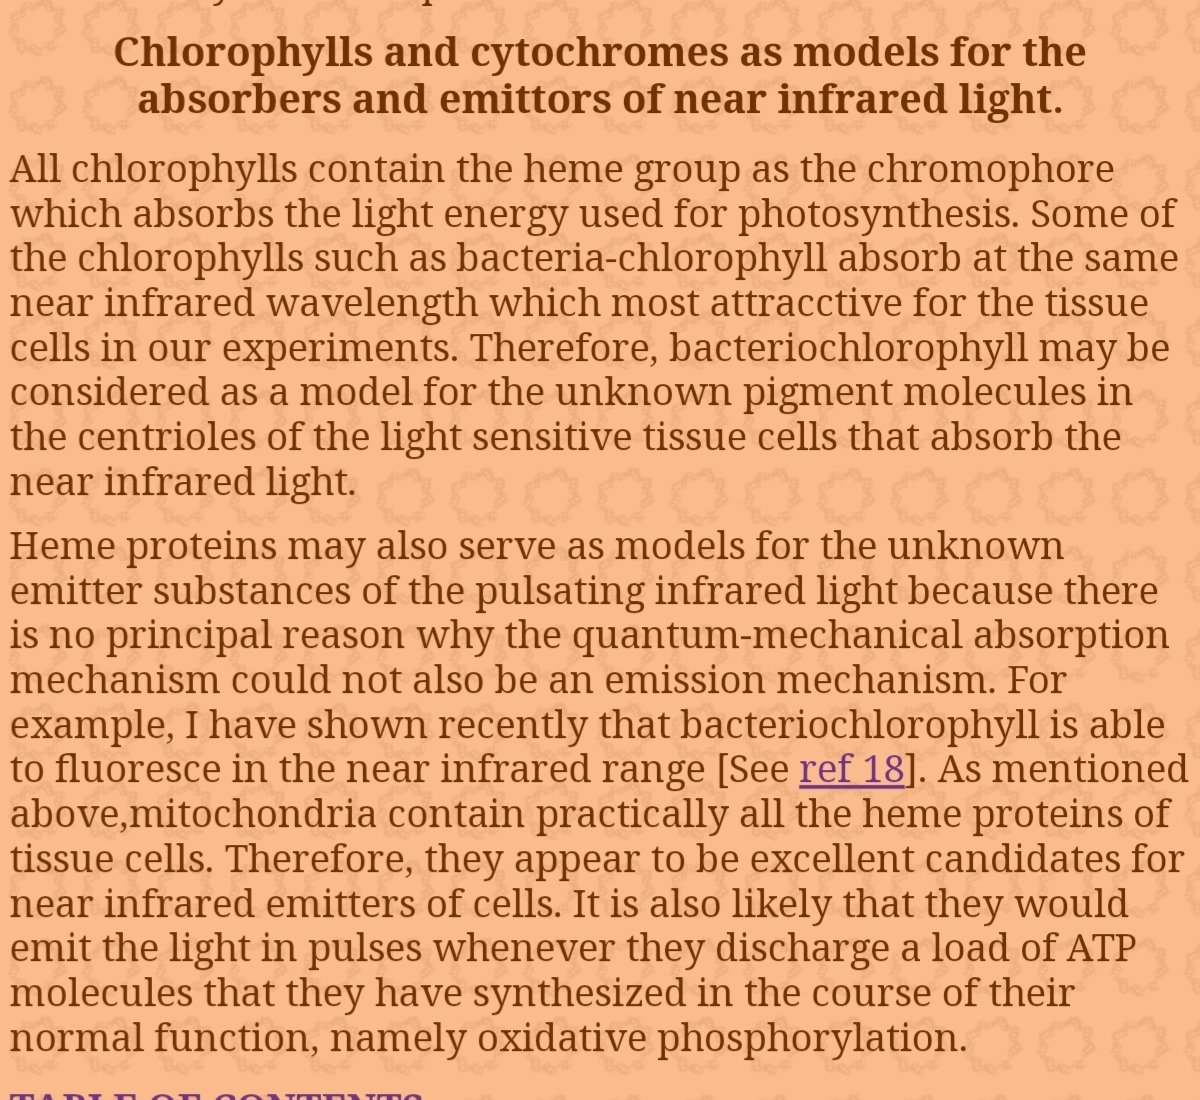 Chlorophylls and cytochromes as models for the
absorbers and emittors of near infrared light.
All chlorophylls contain the heme group as the chromophore
which absorbs the light energy used for photosynthesis. Some of
the chlorophylls such as bacteria-chlorophyll absorb at the same
near infrared wavelength which most attracctive for the tissue
cells in our experiments. Therefore, bacteriochlorophyll may be
considered as a model for the unknown pigment molecules in
the centrioles of the light sensitive tissue cells that absorb the
near infrared light.
Heme proteins may also serve as models for the unknown
emitter substances of the pulsating infrared light because there
is no principal reason why the quantum-mechanical absorption
mechanism could not also be an emission mechanism. For
example, I have shown recently that bacteriochlorophyll is able
to fluoresce in the near infrared range [See ref 18]. As mentioned
above,mitochondria contain practically all the heme proteins of
tissue cells. Therefore, they appear to be excellent candidates for
near infrared emitters of cells. It is also likely that they would
emit the light in pulses whenever they discharge a load of ATP
molecules that they have synthesized in the course of their
normal function, namely oxidative phosphorylation.
TABLE OF CONTENTS